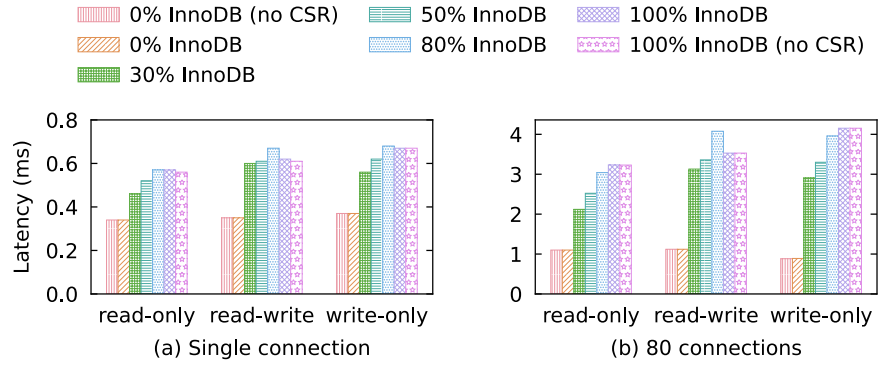 0% InnoDB (no CSR)
0% InnoDB
30% InnoDB
50% InnoDB
80% InnoDB
100% InnoDB
100% InnoDB (no CSR)
Latency (ms)
0.8
0.6
0.4
0.2
0.0
read-only read-write write-only
(a) Single connection
4
3
2
1
0
read-only read-write write-only
(b) 80 connections